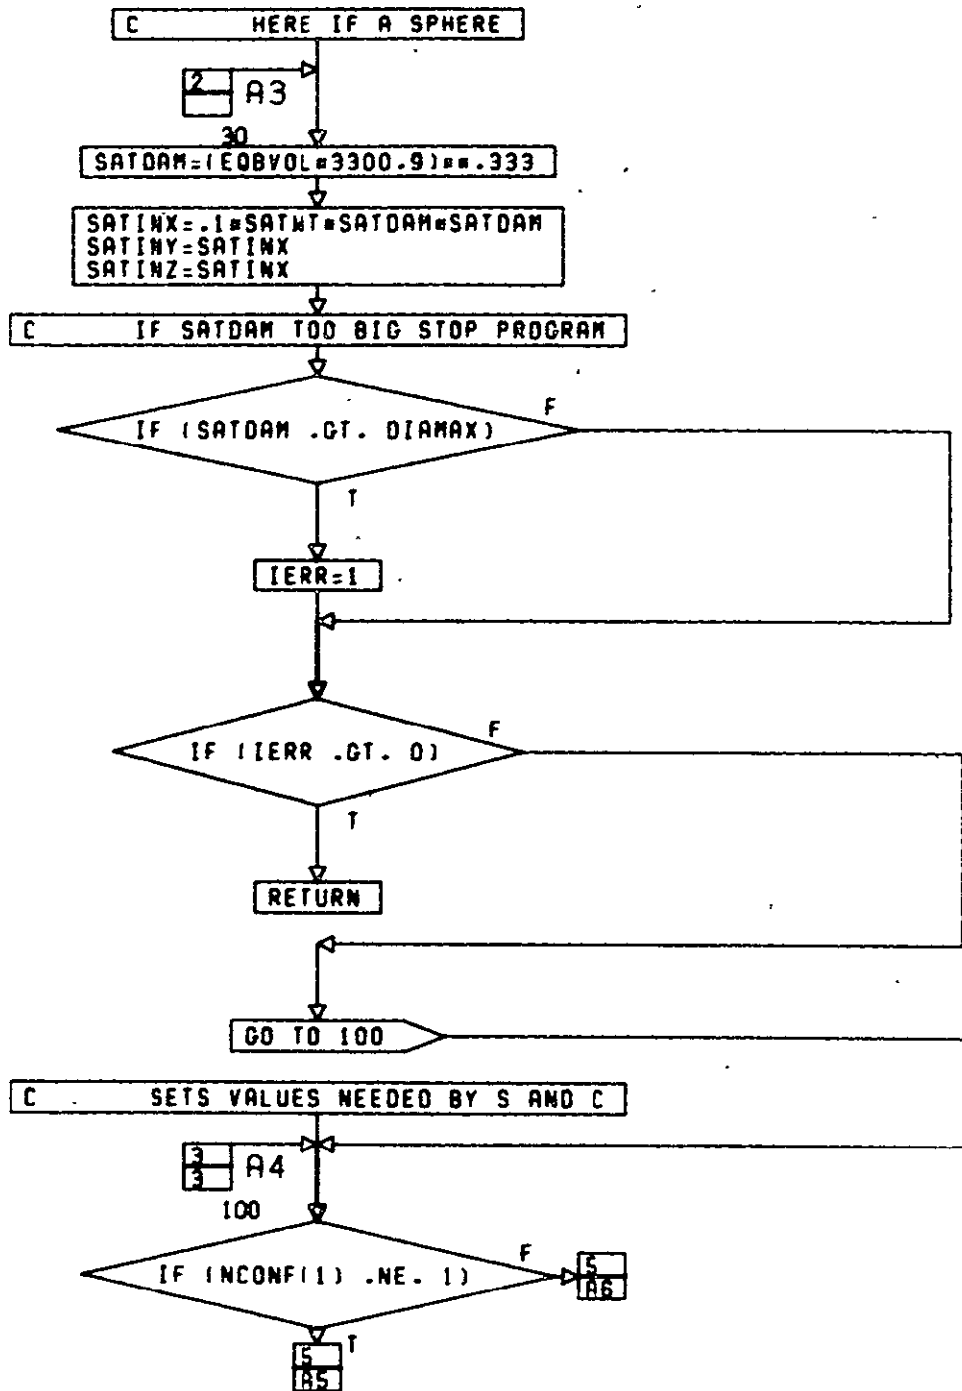 C HERE IF A SPHERE
2
A3
30
SATDAM=(EQBVOL*3300.9)**.333
SATINX=.1*SATWT*SATDAM*SATDAM
SATINY=SATINX
SATINZ=SATINX
C IF SATDAM TOO BIG STOP PROGRAM
IF (SATDAM .GT. DIAMAX)
F
T
IERR=1
IF (IERR .GT. 0)
F
T
RETURN
GO TO 100
C SETS VALUES NEEDED BY S AND C
3
3
A4
100
IF (NCONF(1) .NE. 1)
F
5
A6
T
5
A5